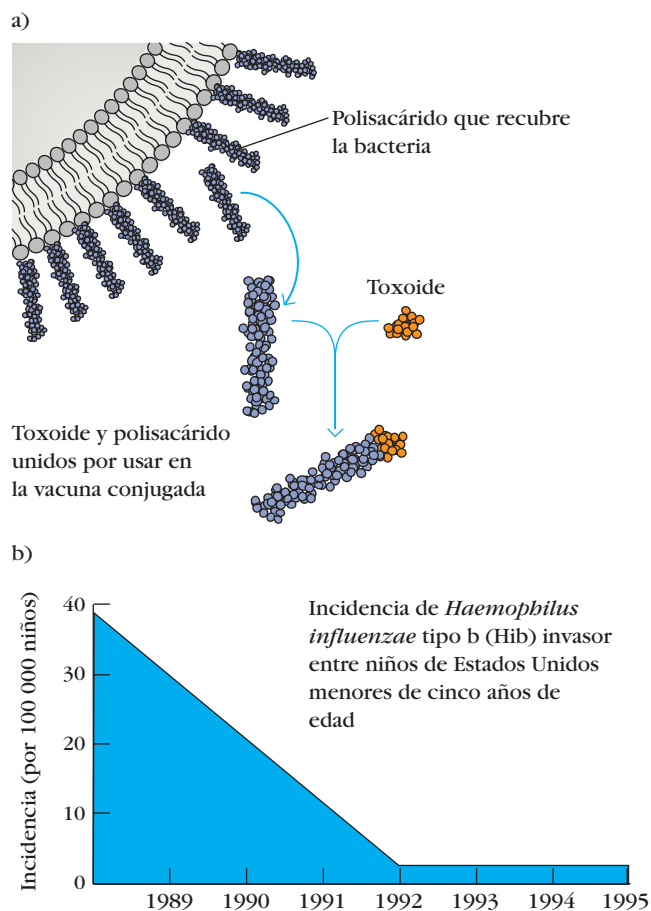 a)
Polisacárido que recubre
la bacteria
Toxoide
Toxoide y polisacárido
unidos por usar en
la vacuna conjugada
b)
Incidencia (por 100 000 niños)
40
30
20
10
0
Incidencia de Haemophilus
influenzae tipo b (Hib) invasor
entre niños de Estados Unidos
menores de cinco años de
edad
1989 1990 1991 1992 1993 1994 1995